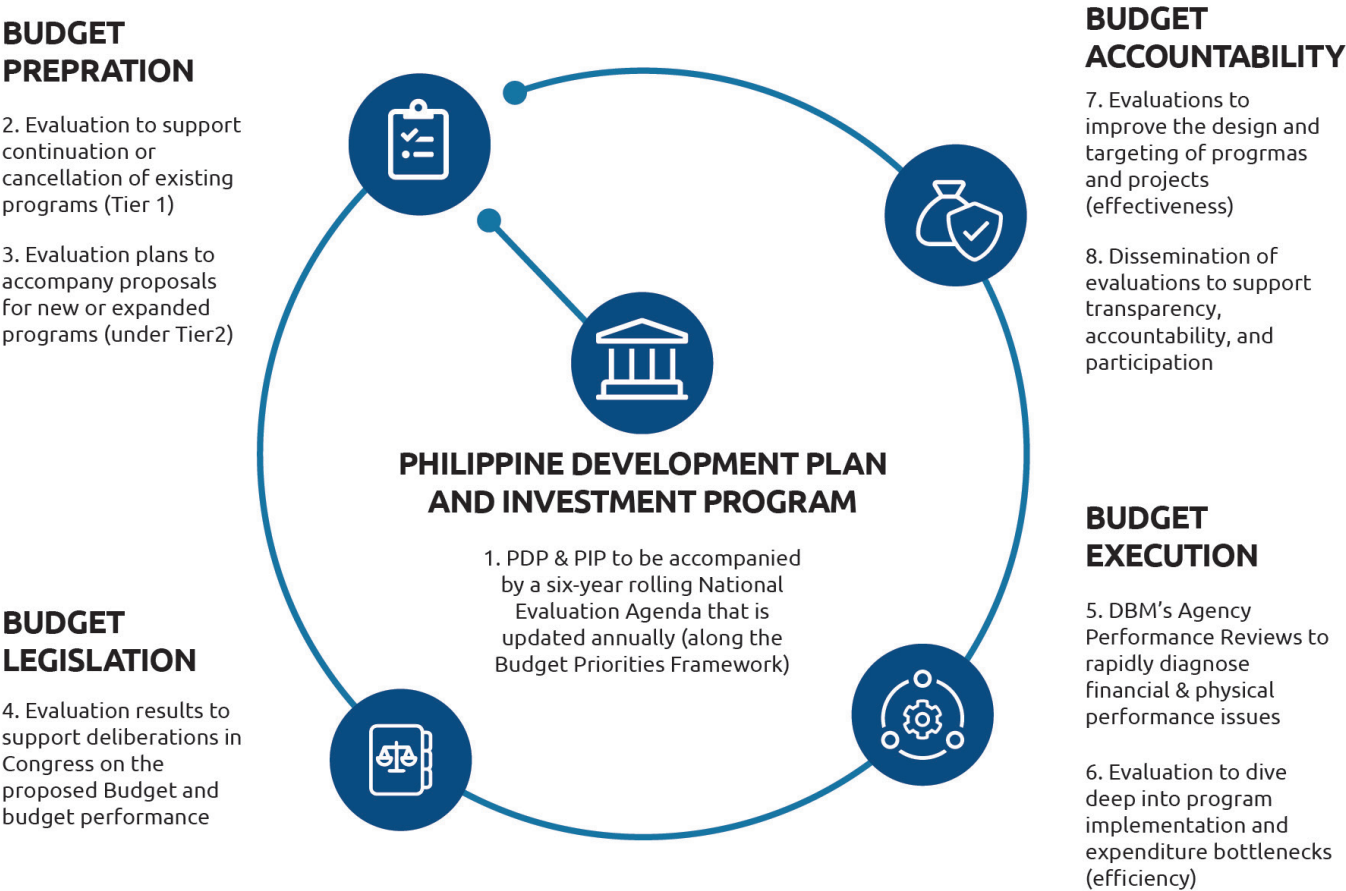 BUDGET
PREPRATION
2. Evaluation to support
continuation or
cancellation of existing
programs (Tier 1)
3. Evaluation plans to
accompany proposals
for new or expanded
programs (under Tier2)
BUDGET
ACCOUNTABILITY
7. Evaluations to
improve the design and
targeting of progrmas
and projects
(effectiveness)
8. Dissemination of
evaluations to support
transparency,
accountability, and
participation
PHILIPPINE DEVELOPMENT PLAN
AND INVESTMENT PROGRAM
1. PDP & PIP to be accompanied
by a six-year rolling National
Evaluation Agenda that is
updated annually (along the
Budget Priorities Framework)
BUDGET
LEGISLATION
4. Evaluation results to
support deliberations in
Congress on the
proposed Budget and
budget performance
BUDGET
EXECUTION
5. DBM’s Agency
Performance Reviews to
rapidly diagnose
financial & physical
performance issues
6. Evaluation to dive
deep into program
implementation and
expenditure bottlenecks
(efficiency)